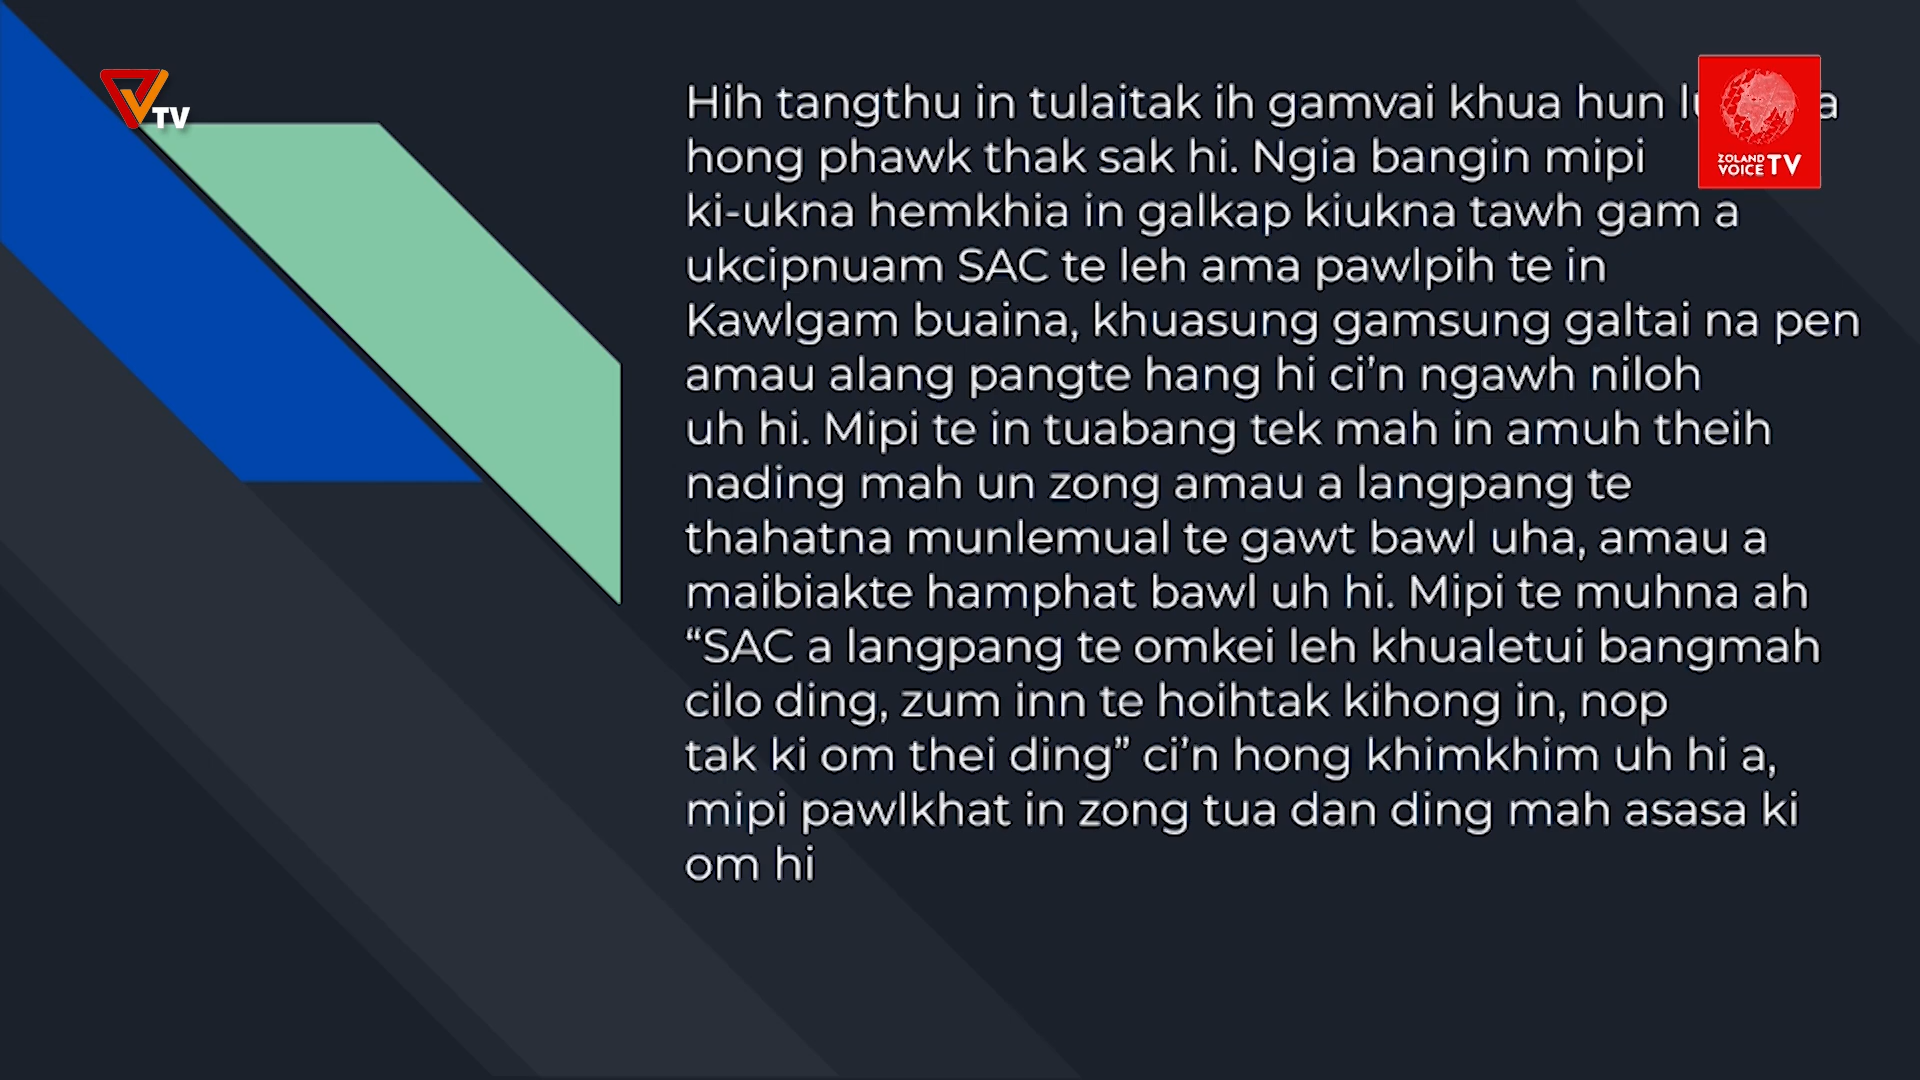 TV
ZOLAND
VOICE TV
Hih tangthu in tulaitak ih gamvai khua hun
hong phawk thak sak hi. Ngia bangin mipi
ki-ukna hemkhia in galkap kiukna tawh gam a
ukcipnuam SAC te leh ama pawlpih te in
Kawlgam buaina, khuasung gamsung galtai na pen
amau alang pangte hang hi ci’n ngawh niloh
uh hi. Mipi te in tuabang tek mah in amuh theih
nading mah un zong amau a langpang te
thahatna munlemual te gawt bawl uha, amau a
maibiakte hamphat bawl uh hi. Mipi te muhna ah
“SAC a langpang te omkei leh khualetui bangmah
cilo ding, zum inn te hoihtak kihong in, nop
tak ki om thei ding” ci’n hong khimkhim uh hi a,
mipi pawlkhat in zong tua dan ding mah asasa ki
om hi